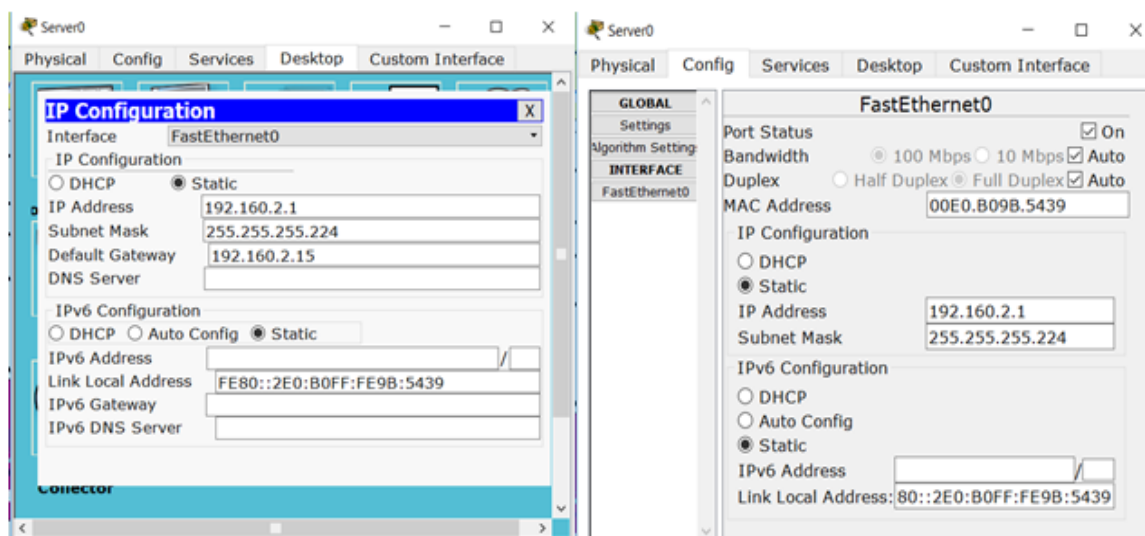 Server0
Physical Config Services Desktop Custom Interface
IP Configuration X
Interface FastEthernet0
IP Configuration
DHCP Static
IP Address 192.160.2.1
Subnet Mask 255.255.255.224
Default Gateway 192.160.2.15
DNS Server
IPv6 Configuration
DHCP Auto Config Static
IPv6 Address /
Link Local Address FE80::2E0:B0FF:FE9B:5439
IPv6 Gateway
IPv6 DNS Server
Collector
Server0
Physical Config Services Desktop Custom Interface
GLOBAL
Settings
Algorithm Setting
INTERFACE
FastEthernet0
FastEthernet0
Port Status On
Bandwidth 100 Mbps 10 Mbps Auto
Duplex Half Duplex Full Duplex Auto
MAC Address 00E0.B09B.5439
IP Configuration
DHCP
Static
IP Address 192.160.2.1
Subnet Mask 255.255.255.224
IPv6 Configuration
DHCP
Auto Config
Static
IPv6 Address /
Link Local Address: 80::2E0:B0FF:FE9B:5439